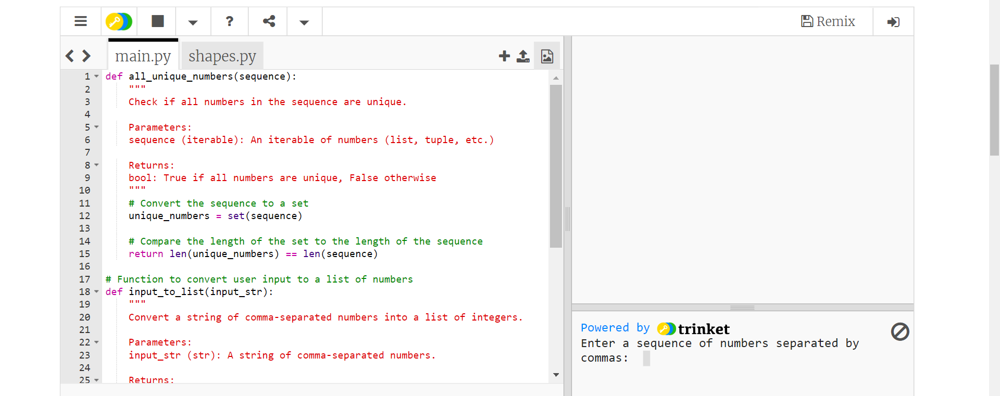 ?
Remix
main.py
shapes.py
1 def all_unique_numbers(sequence):
2 """
3 Check if all numbers in the sequence are unique.
4
5 Parameters:
6 sequence (iterable): An iterable of numbers (list, tuple, etc.)
7
8 Returns:
9 bool: True if all numbers are unique, False otherwise
10 """
11 # Convert the sequence to a set
12 unique_numbers = set(sequence)
13
14 # Compare the length of the set to the length of the sequence
15 return len(unique_numbers) == len(sequence)
16
17 # Function to convert user input to a list of numbers
18 def input_to_list(input_str):
19 """
20 Convert a string of comma-separated numbers into a list of integers.
21
22 Parameters:
23 input_str (str): A string of comma-separated numbers.
24
25 Returns:
Powered by trinket
Enter a sequence of numbers separated by
commas: